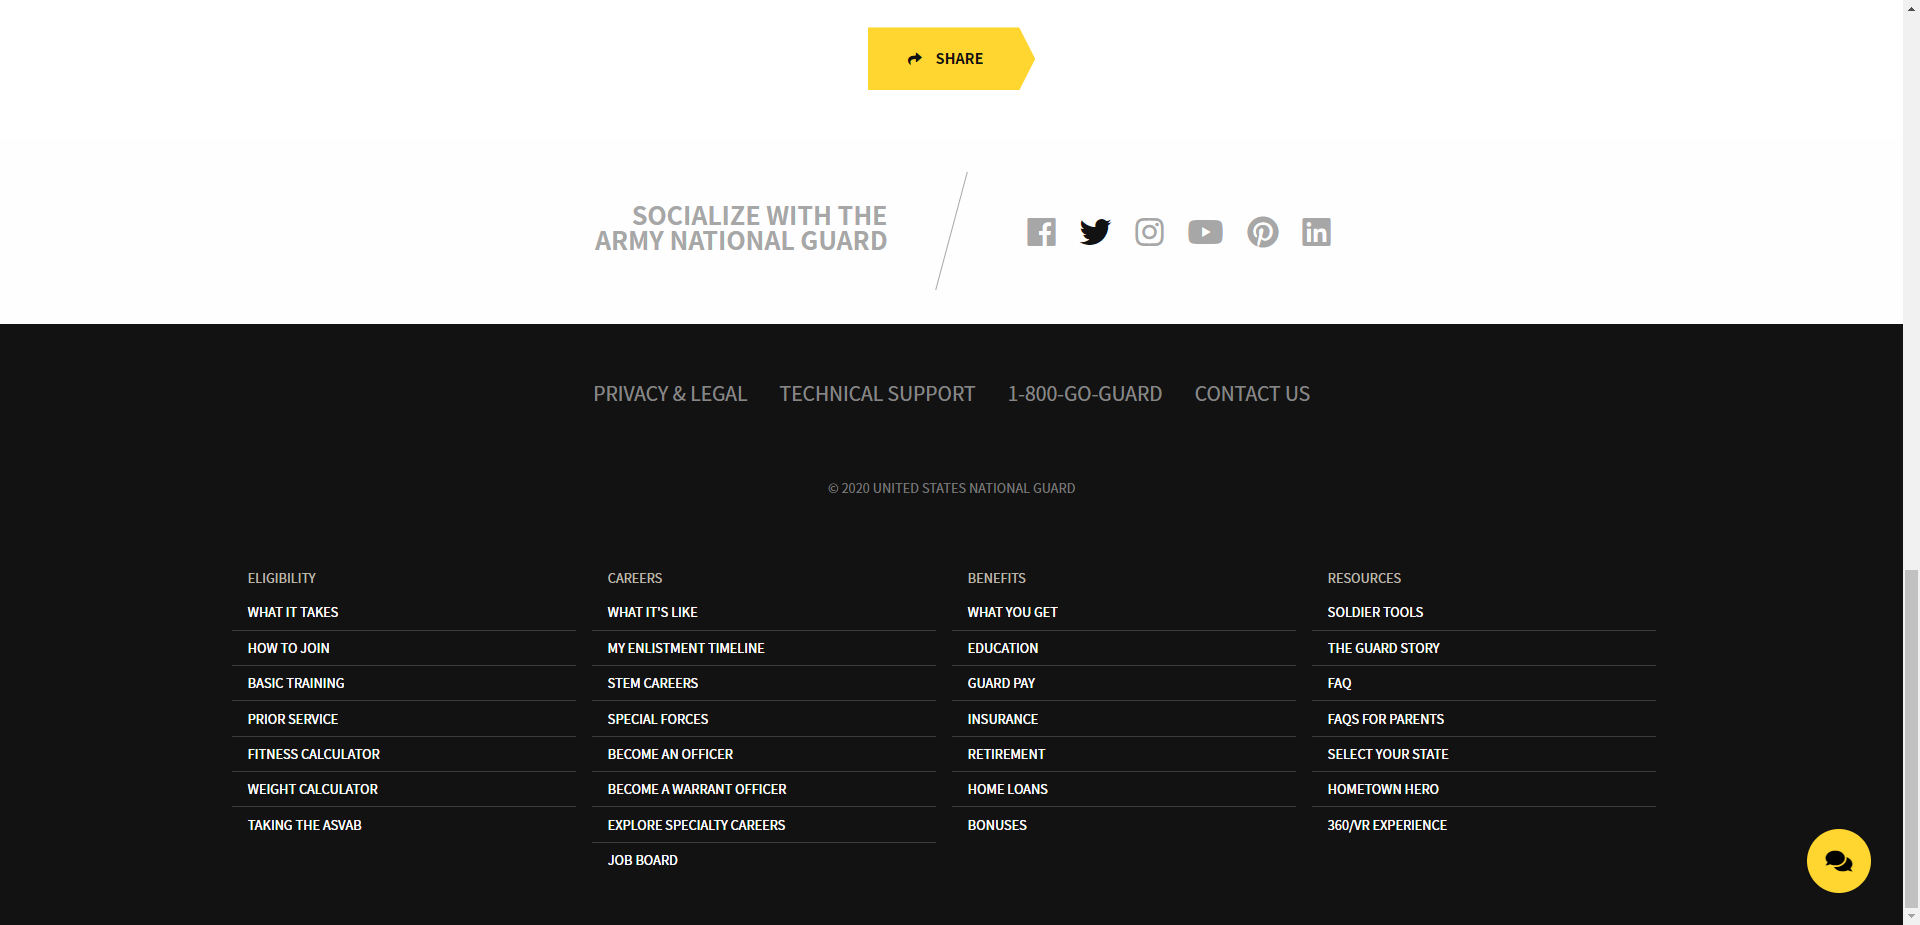 SHARE
SOCIALIZE WITH THE
ARMY NATIONAL GUARD
PRIVACY & LEGAL
TECHNICAL SUPPORT
1-800-GO-GUARD
CONTACT US
© 2020 UNITED STATES NATIONAL GUARD
ELIGIBILITY
WHAT IT TAKES
HOW TO JOIN
BASIC TRAINING
PRIOR SERVICE
FITNESS CALCULATOR
WEIGHT CALCULATOR
TAKING THE ASVAB
CAREERS
WHAT IT'S LIKE
MY ENLISTMENT TIMELINE
STEM CAREERS
SPECIAL FORCES
BECOME AN OFFICER
BECOME A WARRANT OFFICER
EXPLORE SPECIALTY CAREERS
JOB BOARD
BENEFITS
WHAT YOU GET
EDUCATION
GUARD PAY
INSURANCE
RETIREMENT
HOME LOANS
BONUSES
RESOURCES
SOLDIER TOOLS
THE GUARD STORY
FAQ
FAQS FOR PARENTS
SELECT YOUR STATE
HOMETOWN HERO
360/VR EXPERIENCE